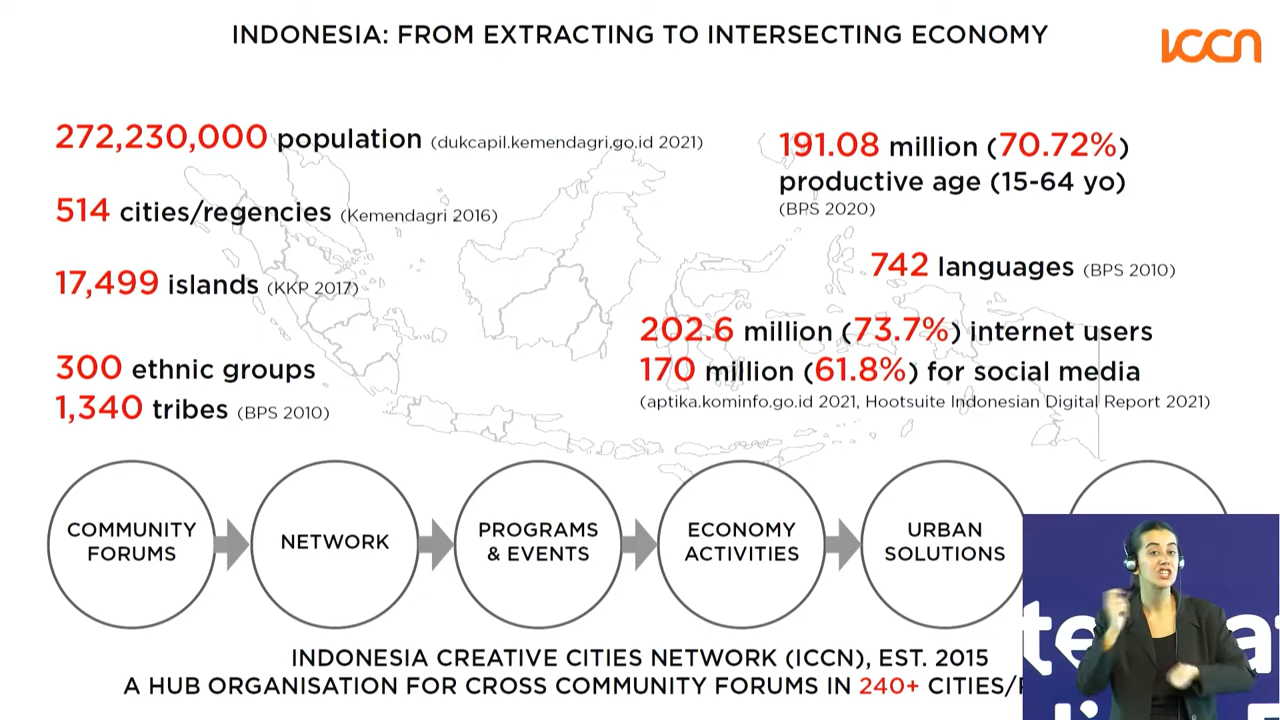 INDONESIA: FROM EXTRACTING TO INTERSECTING ECONOMY
ICCN
272,230,000 population (dukcapil.kemendagri.go.id 2021)
514 cities/regencies (Kemendagri 2016)
17,499 islands (KKP 2017)
300 ethnic groups
1,340 tribes (BPS 2010)
191.08 million (70.72%)
productive age (15-64 yo)
(BPS 2020)
742 languages (BPS 2010)
202.6 million (73.7%) internet users
170 million (61.8%) for social media
(aptika.kominfo.go.id 2021, Hootsuite Indonesian Digital Report 2021)
COMMUNITY
FORUMS
NETWORK
PROGRAMS
& EVENTS
ECONOMY
ACTIVITIES
URBAN
SOLUTIONS
INDONESIA CREATIVE CITIES NETWORK (ICCN), EST. 2015
A HUB ORGANISATION FOR CROSS COMMUNITY FORUMS IN 240+ CITIES/